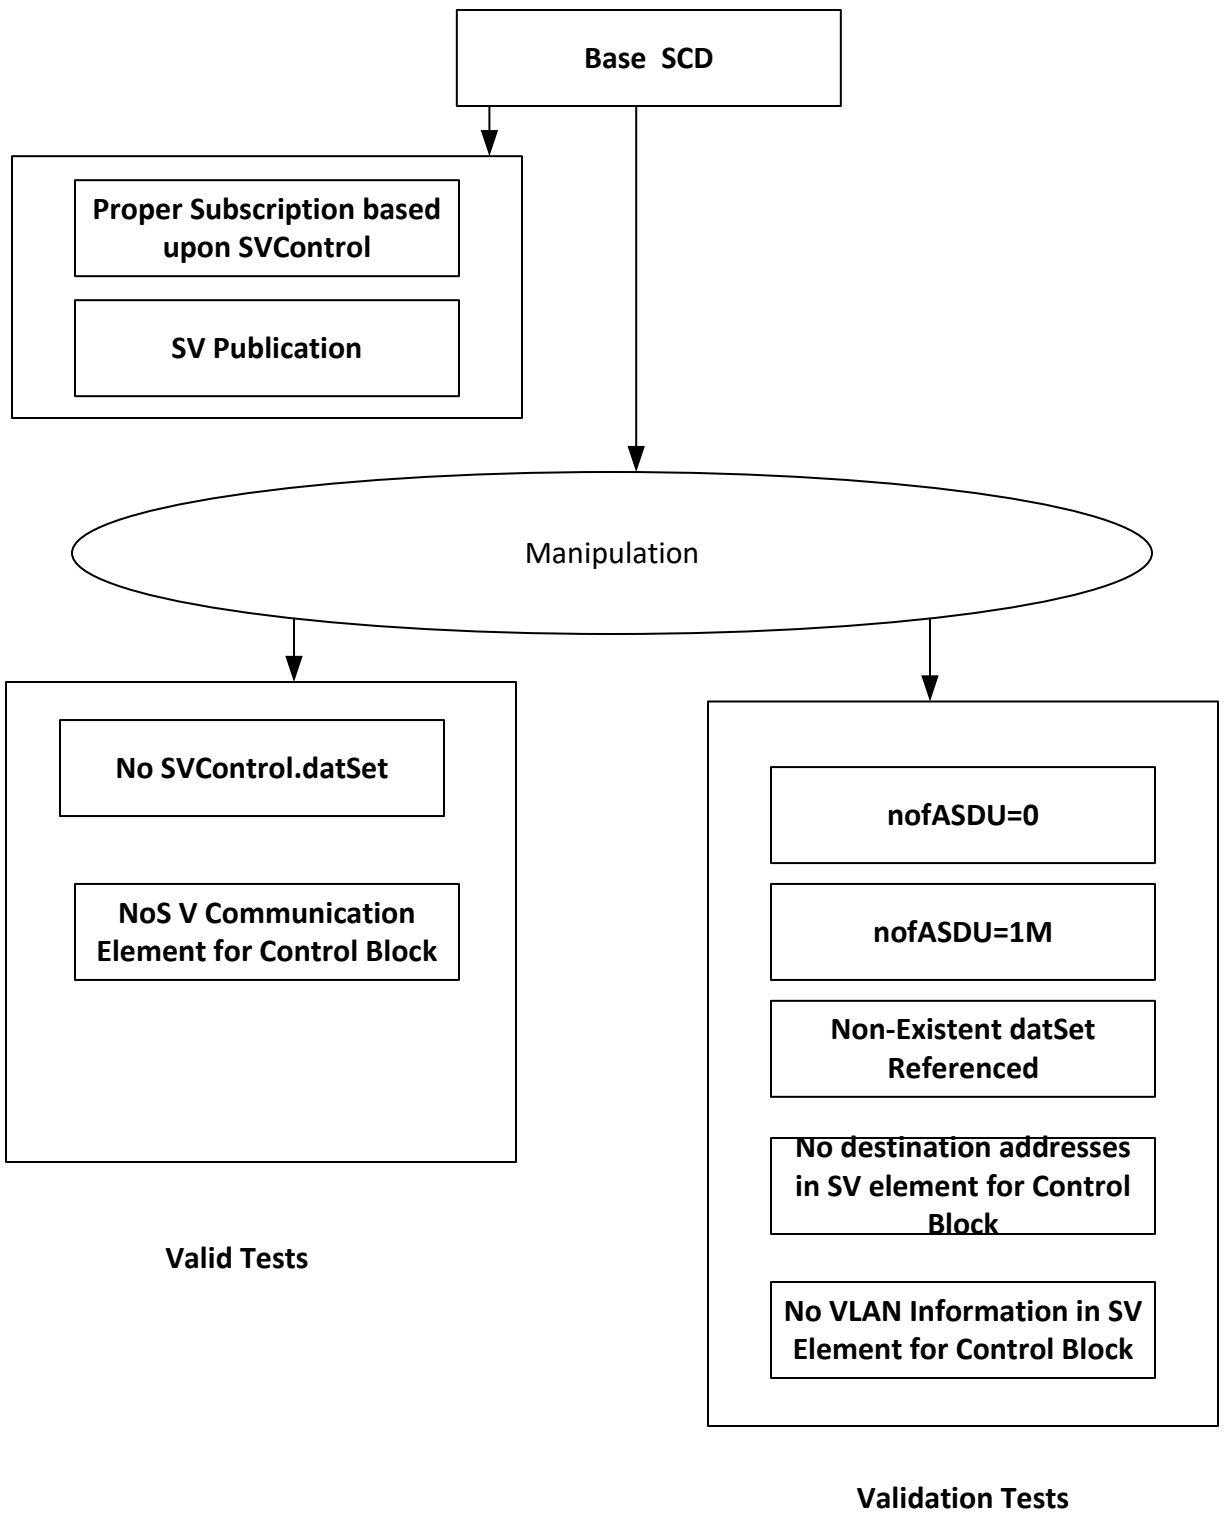 Base SCD
Proper Subscription based
upon SVControl
SV Publication
Manipulation
No SVControl.datSet
NoS V Communication
Element for Control Block
Valid Tests
nofASDU=0
nofASDU=1M
Non-Existent datSet
Referenced
No destination addresses
in SV element for Control
Block
No VLAN Information in SV
Element for Control Block
Validation Tests